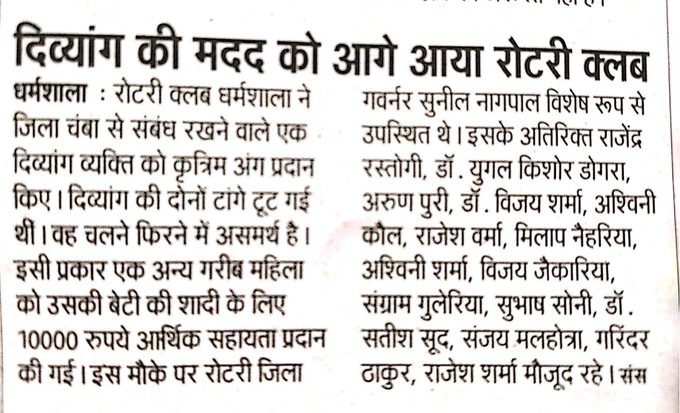 दिव्यांग की मदद को आगे आया रोटरी क्लब
धर्मशाला : रोटरी क्लब धर्मशाला ने
जिला चंबा से संबंध रखने वाले एक
दिव्यांग व्यक्ति को कृत्रिम अंग प्रदान
किए। दिव्यांग की दोनों टांगे टूट गई
थीं। वह चलने फिरने में असमर्थ है।
इसी प्रकार एक अन्य गरीब महिला
को उसकी बेटी की शादी के लिए
10000 रुपये आर्थिक सहायता प्रदान
की गई। इस मौके पर रोटरी जिला
गवर्नर सुनील नागपाल विशेष रूप से
उपस्थित थे। इसके अतिरिक्त राजेंद्र
रस्तोगी, डॉ. युगल किशोर डोगरा,
अरुण पुरी, डॉ. विजय शर्मा, अश्विनी
कौल, राजेश वर्मा, मिलाप नैहरिया,
अश्विनी शर्मा, विजय जैकारिया,
संग्राम गुलेरिया, सुभाष सोनी, डॉ.
सतीश सूद, संजय मलहोत्रा, गरिंदर
ठाकुर, राजेश शर्मा मौजूद रहे। संस